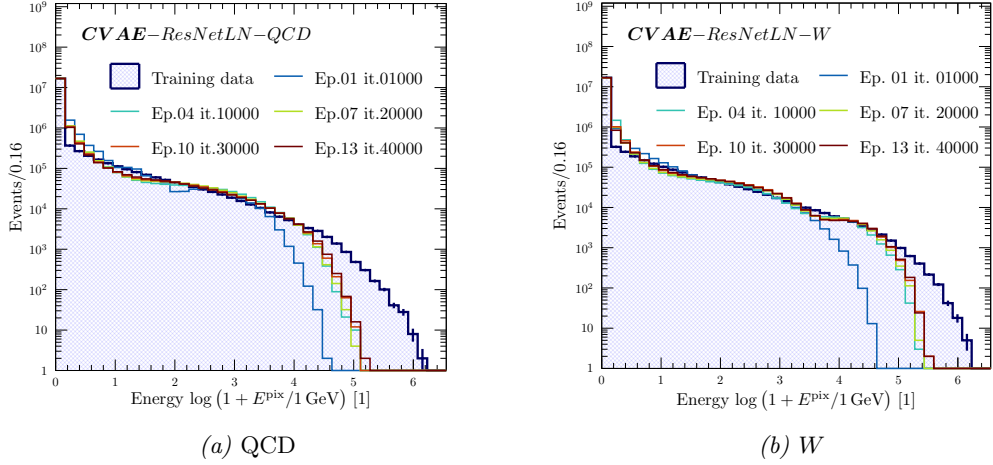 CVAE−ResNetLN−QCD
Training data
Ep.01 it.01000
Ep.04 it.10000
Ep.07 it.20000
Ep.10 it.30000
Ep.13 it.40000
10⁹
10⁸
10⁷
10⁶
10⁵
10⁴
10³
10²
10
1
Events/0.16
0 1 2 3 4 5 6
Energy log (1 + E^pix/1 GeV) [1]
(a) QCD
CVAE−ResNetLN−W
Training data
Ep. 01 it. 01000
Ep. 04 it. 10000
Ep. 07 it. 20000
Ep. 10 it. 30000
Ep. 13 it. 40000
10⁹
10⁸
10⁷
10⁶
10⁵
10⁴
10³
10²
10
1
Events/0.16
0 1 2 3 4 5 6
Energy log (1 + E^pix/1 GeV) [1]
(b) W